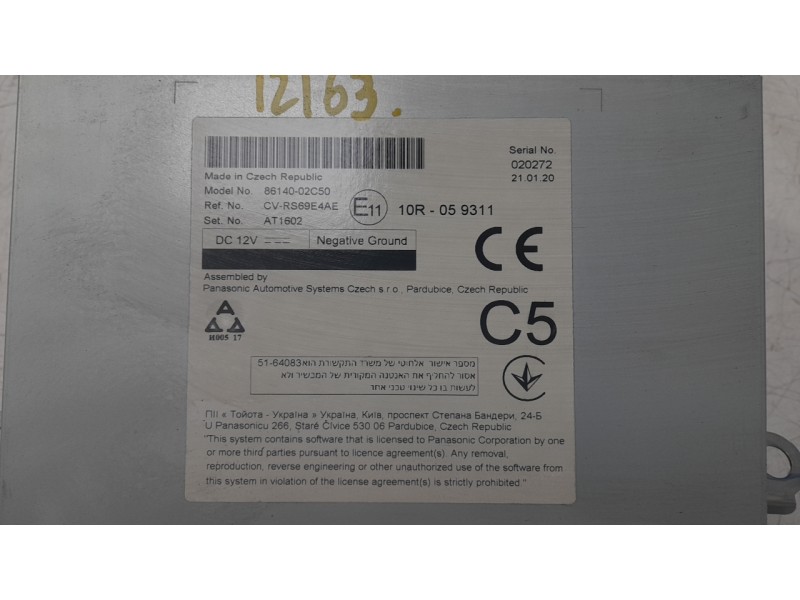 12163.
Serial No.
020272
21.01.20
Made in Czech Republic
Model No. 86140-02C50
Ref. No. CV-RS69E4AE E11 10R - 05 9311
Set. No. AT1602
DC 12V Negative Ground
CE
Assembled by
Panasonic Automotive Systems Czech s.r.o., Pardubice, Czech Republic
H005 17
C5
מספר אישור אלחוטי של משרד התקשורת הוא 51-64083
אסור להחליף את האנטנה המקורית של המכשיר ולא
לעשות בו כל שינוי טכני אחר
ПІІ « Тойота - Україна » Україна, Київ, проспект Степана Бандери, 24-Б
U Panasonicu 266, Staré Čívice 530 06 Pardubice, Czech Republic
"This system contains software that is licensed to Panasonic Corporation by one
or more third parties pursuant to licence agreement(s). Any removal,
reproduction, reverse engineering or other unauthorized use of the software from
this system in violation of the license agreement(s) is strictly prohibited."